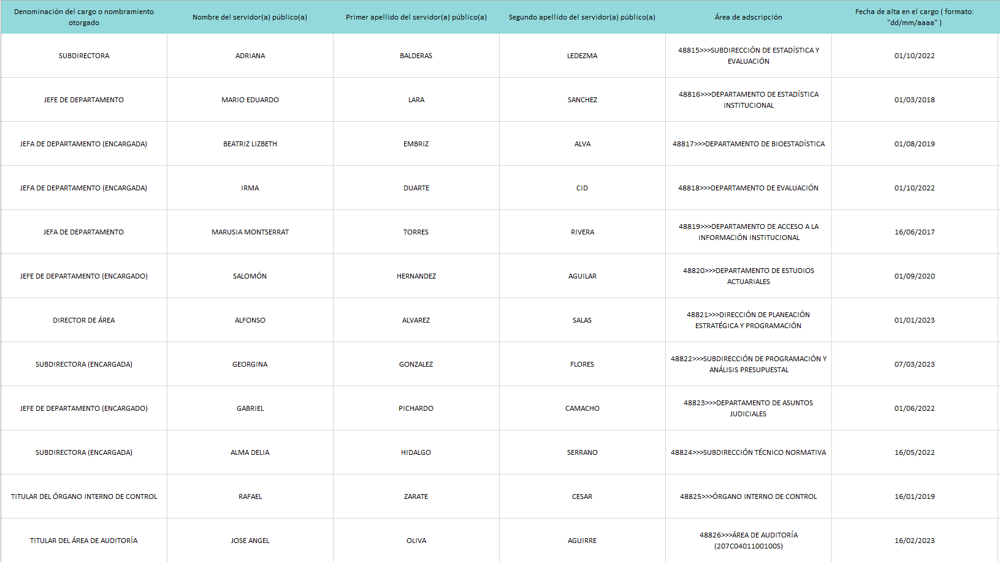 Denominación del cargo o nombramiento
otorgado
Nombre del servidor(a) público(a)
Primer apellido del servidor(a) público(a)
Segundo apellido del servidor(a) público(a)
Área de adscripción
Fecha de alta en el cargo ( formato:
"dd/mm/aaaa" )
SUBDIRECTORA
ADRIANA
BALDERAS
LEDEZMA
48815>>>SUBDIRECCIÓN DE ESTADÍSTICA Y
EVALUACIÓN
01/10/2022
JEFE DE DEPARTAMENTO
MARIO EDUARDO
LARA
SANCHEZ
48816>>>DEPARTAMENTO DE ESTADÍSTICA
INSTITUCIONAL
01/03/2018
JEFA DE DEPARTAMENTO (ENCARGADA)
BEATRIZ LIZBETH
EMBRIZ
ALVA
48817>>>DEPARTAMENTO DE BIOESTADÍSTICA
01/08/2019
JEFA DE DEPARTAMENTO (ENCARGADA)
IRMA
DUARTE
CID
48818>>>DEPARTAMENTO DE EVALUACIÓN
01/10/2022
JEFA DE DEPARTAMENTO
MARUSIA MONTSERRAT
TORRES
RIVERA
48819>>>DEPARTAMENTO DE ACCESO A LA
INFORMACIÓN INSTITUCIONAL
16/06/2017
JEFE DE DEPARTAMENTO (ENCARGADO)
SALOMÓN
HERNANDEZ
AGUILAR
48820>>>DEPARTAMENTO DE ESTUDIOS
ACTUARIALES
01/09/2020
DIRECTOR DE ÁREA
ALFONSO
ALVAREZ
SALAS
48821>>>DIRECCIÓN DE PLANEACIÓN
ESTRATÉGICA Y PROGRAMACIÓN
01/01/2023
SUBDIRECTORA (ENCARGADA)
GEORGINA
GONZALEZ
FLORES
48822>>>SUBDIRECCIÓN DE PROGRAMACIÓN Y
ANÁLISIS PRESUPUESTAL
07/03/2023
JEFE DE DEPARTAMENTO (ENCARGADO)
GABRIEL
PICHARDO
CAMACHO
48823>>>DEPARTAMENTO DE ASUNTOS
JUDICIALES
01/06/2022
SUBDIRECTORA (ENCARGADA)
ALMA DELIA
HIDALGO
SERRANO
48824>>>SUBDIRECCIÓN TÉCNICO NORMATIVA
16/05/2022
TITULAR DEL ÓRGANO INTERNO DE CONTROL
RAFAEL
ZARATE
CESAR
48825>>>ÓRGANO INTERNO DE CONTROL
16/01/2019
TITULAR DEL ÁREA DE AUDITORÍA
JOSE ANGEL
OLIVA
AGUIRRE
48826>>>ÁREA DE AUDITORÍA
(207C0401100100S)
16/02/2023